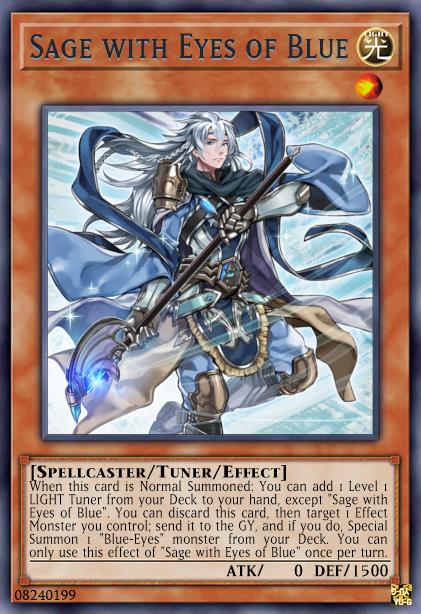 Sage with Eyes of Blue
LIGHT
光
[Spellcaster/Tuner/Effect]
When this card is Normal Summoned: You can add 1 Level 1
LIGHT Tuner from your Deck to your hand, except "Sage with
Eyes of Blue". You can discard this card, then target 1 Effect
Monster you control; send it to the GY, and if you do, Special
Summon 1 "Blue-Eyes" monster from your Deck. You can
only use this effect of "Sage with Eyes of Blue" once per turn.
ATK/ 0 DEF/1500
08240199